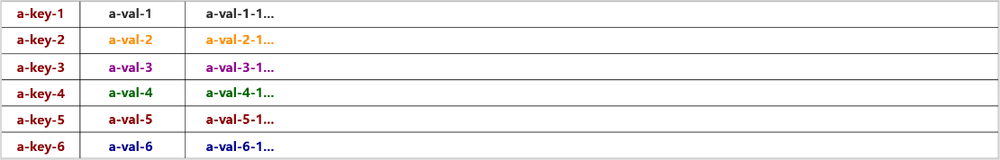 a-key-1 a-val-1 a-val-1-1...
a-key-2 a-val-2 a-val-2-1...
a-key-3 a-val-3 a-val-3-1...
a-key-4 a-val-4 a-val-4-1...
a-key-5 a-val-5 a-val-5-1...
a-key-6 a-val-6 a-val-6-1...